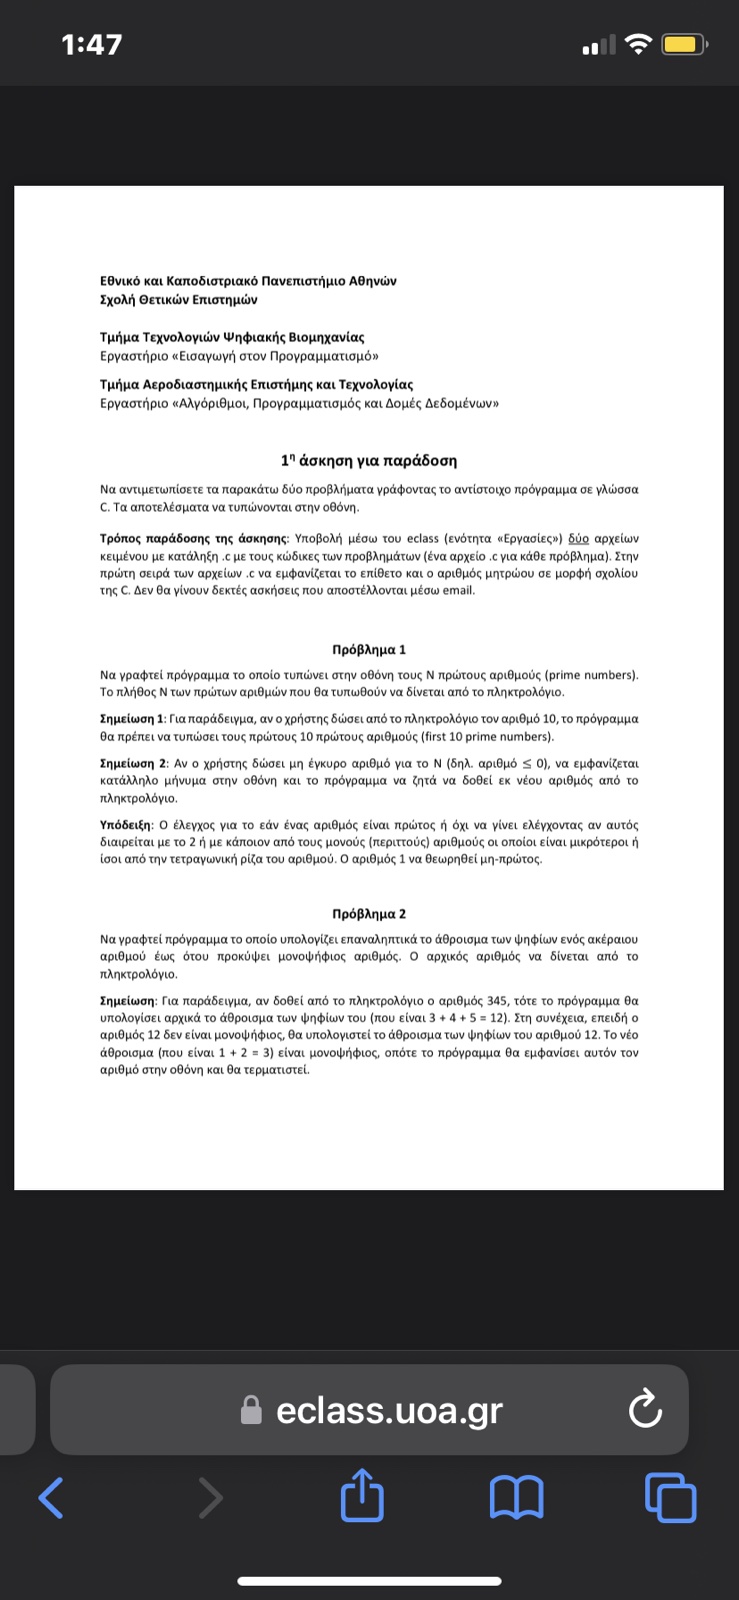 1:47
Εθνικό και Καποδιστριακό Πανεπιστήμιο Αθηνών
Σχολή Θετικών Επιστημών
Τμήμα Τεχνολογιών Ψηφιακής Βιομηχανίας
Εργαστήριο «Εισαγωγή στον Προγραμματισμό»
Τμήμα Αεροδιαστημικής Επιστήμης και Τεχνολογίας
Εργαστήριο «Αλγόριθμοι, Προγραμματισμός και Δομές Δεδομένων»
1η άσκηση για παράδοση
Να αντιμετωπίσετε τα παρακάτω δύο προβλήματα γράφοντας το αντίστοιχο πρόγραμμα σε γλώσσα
C. Τα αποτελέσματα να τυπώνονται στην οθόνη.
Τρόπος παράδοσης της άσκησης: Υποβολή μέσω του eclass (ενότητα «Εργασίες») δύο αρχείων
κειμένου με κατάληξη .c με τους κώδικες των προβλημάτων (ένα αρχείο .c για κάθε πρόβλημα). Στην
πρώτη σειρά των αρχείων .c να εμφανίζεται το επίθετο και ο αριθμός μητρώου σε μορφή σχολίου
της C. Δεν θα γίνουν δεκτές ασκήσεις που αποστέλλονται μέσω email.
Πρόβλημα 1
Να γραφτεί πρόγραμμα το οποίο τυπώνει στην οθόνη τους Ν πρώτους αριθμούς (prime numbers).
Το πλήθος Ν των πρώτων αριθμών που θα τυπωθούν να δίνεται από το πληκτρολόγιο.
Σημείωση 1: Για παράδειγμα, αν ο χρήστης δώσει από το πληκτρολόγιο τον αριθμό 10, το πρόγραμμα
θα πρέπει να τυπώσει τους πρώτους 10 πρώτους αριθμούς (first 10 prime numbers).
Σημείωση 2: Αν ο χρήστης δώσει μη έγκυρο αριθμό για το Ν (δηλ. αριθμό ≤ 0), να εμφανίζεται
κατάλληλο μήνυμα στην οθόνη και το πρόγραμμα να ζητά να δοθεί εκ νέου αριθμός από το
πληκτρολόγιο.
Υπόδειξη: Ο έλεγχος για το εάν ένας αριθμός είναι πρώτος ή όχι να γίνει ελέγχοντας αν αυτός
διαιρείται με το 2 ή με κάποιον από τους μονούς (περιττούς) αριθμούς οι οποίοι είναι μικρότεροι ή
ίσοι από την τετραγωνική ρίζα του αριθμού. Ο αριθμός 1 να θεωρηθεί μη-πρώτος.
Πρόβλημα 2
Να γραφτεί πρόγραμμα το οποίο υπολογίζει επαναληπτικά το άθροισμα των ψηφίων ενός ακέραιου
αριθμού έως ότου προκύψει μονοψήφιος αριθμός. Ο αρχικός αριθμός να δίνεται από το
πληκτρολόγιο.
Σημείωση: Για παράδειγμα, αν δοθεί από το πληκτρολόγιο ο αριθμός 345, τότε το πρόγραμμα θα
υπολογίσει αρχικά το άθροισμα των ψηφίων του (που είναι 3 + 4 + 5 = 12). Στη συνέχεια, επειδή ο
αριθμός 12 δεν είναι μονοψήφιος, θα υπολογιστεί το άθροισμα των ψηφίων του αριθμού 12. Το νέο
άθροισμα (που είναι 1 + 2 = 3) είναι μονοψήφιος, οπότε το πρόγραμμα θα εμφανίσει αυτόν τον
αριθμό στην οθόνη και θα τερματιστεί.
eclass.uoa.gr